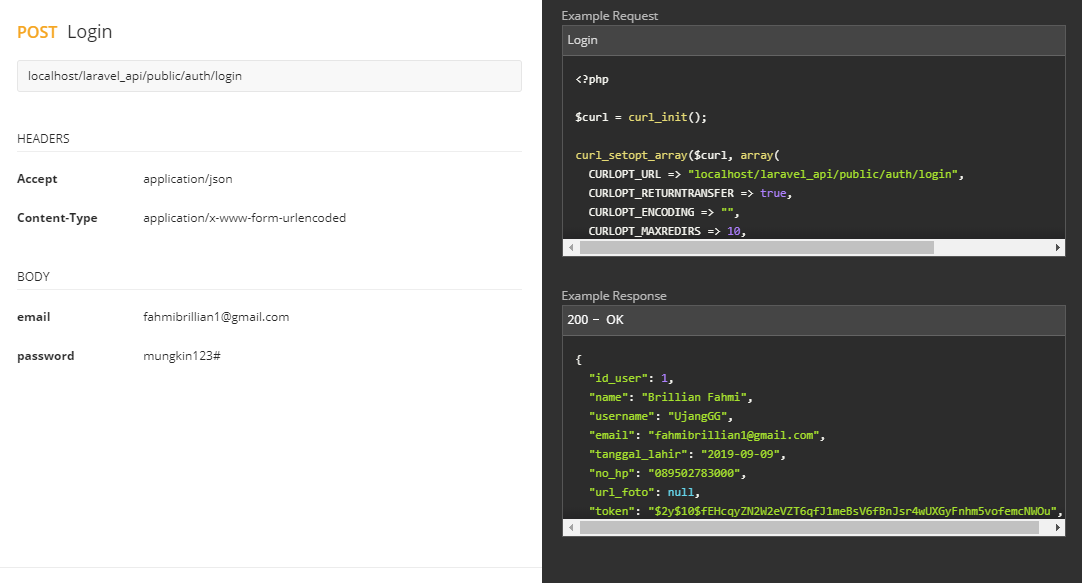 POST Login
localhost/laravel_api/public/auth/login
HEADERS
Accept application/json
Content-Type application/x-www-form-urlencoded
BODY
email fahmibrillian1@gmail.com
password mungkin123#
Example Request
Login
<?php
$curl = curl_init();
curl_setopt_array($curl, array(
CURLOPT_URL => "localhost/laravel_api/public/auth/login",
CURLOPT_RETURNTRANSFER => true,
CURLOPT_ENCODING => "",
CURLOPT_MAXREDIRS => 10,
Example Response
200 − OK
{
"id_user": 1,
"name": "Brillian Fahmi",
"username": "UjangGG",
"email": "fahmibrillian1@gmail.com",
"tanggal_lahir": "2019-09-09",
"no_hp": "089502783000",
"url_foto": null,
"token": "$2y$10$fEHcqyZN2W2eVZT6qfJ1meBsV6fBnJsr4wUXGyFnhm5vofemcNWOu",